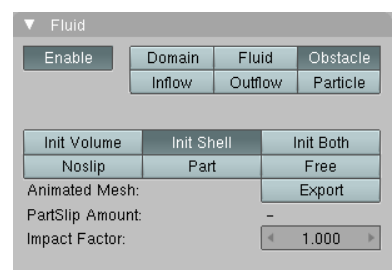 Fluid
Enable Domain Fluid Obstacle
Inflow Outflow Particle
Init Volume Init Shell Init Both
Noslip Part Free
Animated Mesh: Export
PartSlip Amount: –
Impact Factor: 1.000